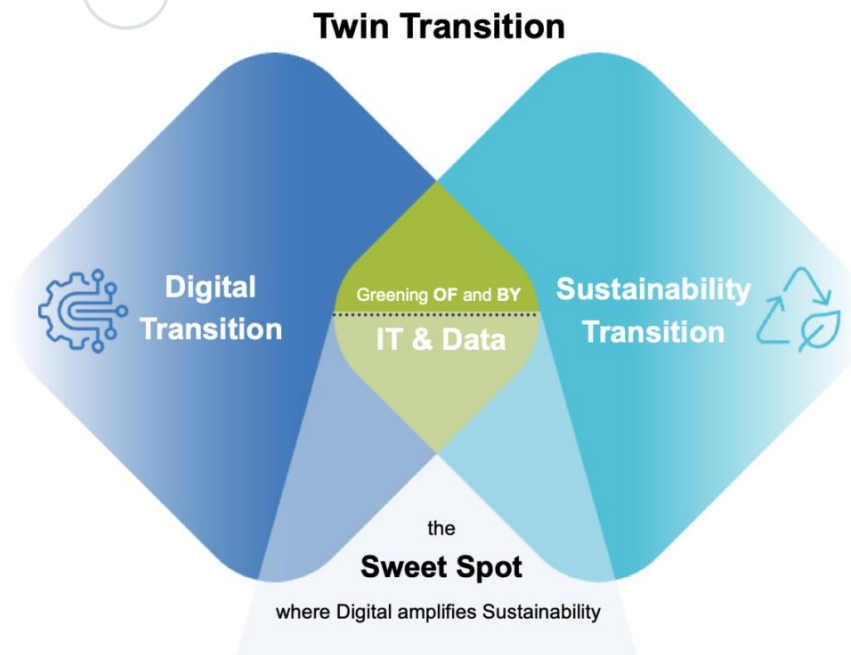 Twin Transition
Digital
Transition
Greening OF and BY
IT & Data
Sustainability
Transition
the
Sweet Spot
where Digital amplifies Sustainability